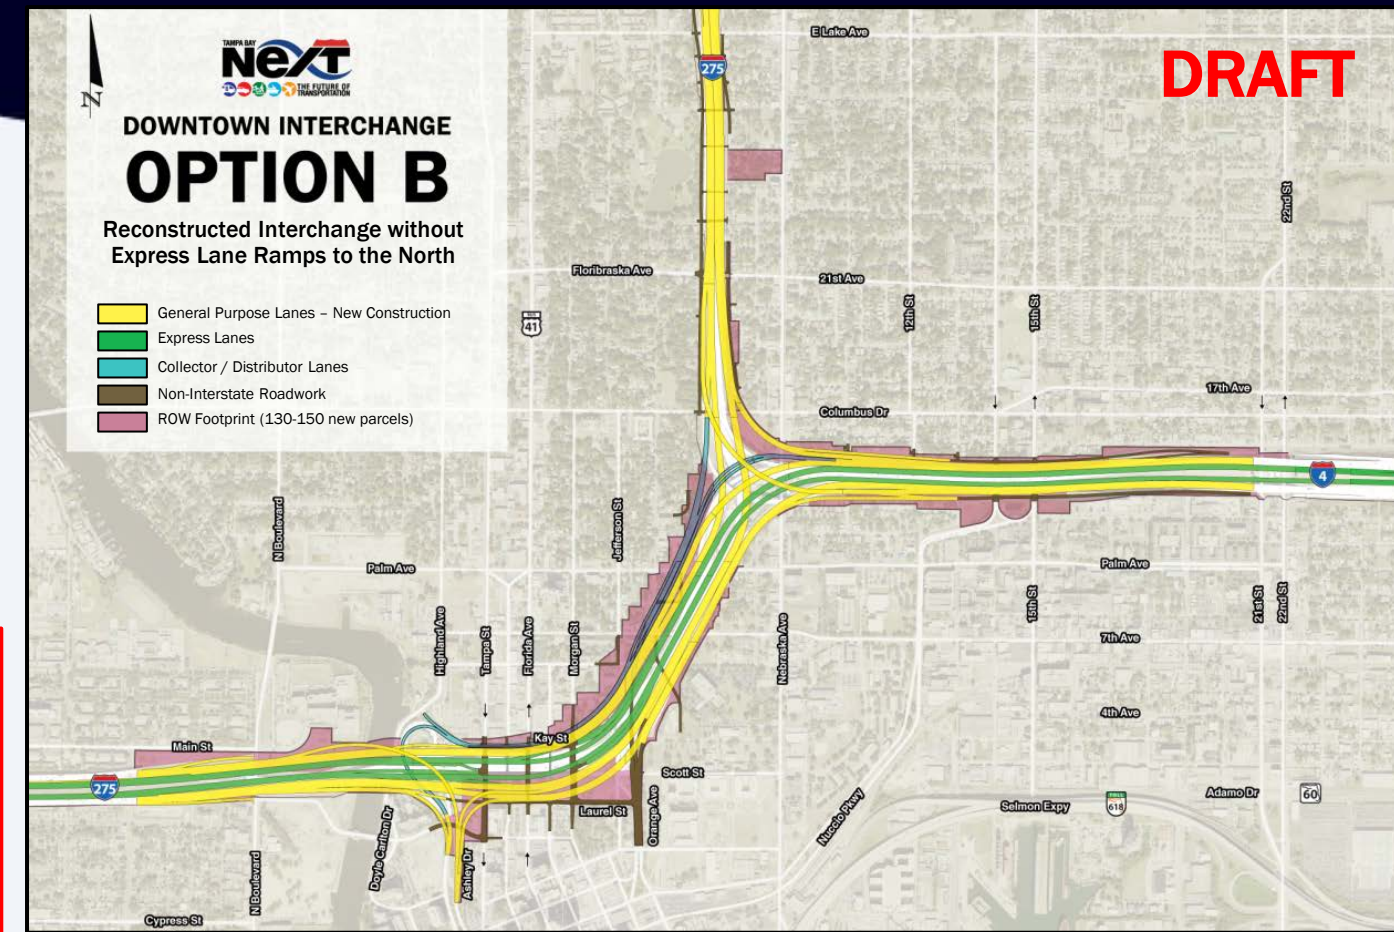 TAMPA BAY
NeXT
THE FUTURE OF
TRANSPORTATION
DOWNTOWN INTERCHANGE
OPTION B
Reconstructed Interchange without
Express Lane Ramps to the North
General Purpose Lanes – New Construction
Express Lanes
Collector / Distributor Lanes
Non-Interstate Roadwork
ROW Footprint (130-150 new parcels)
N
DRAFT
E Lake Ave
275
22nd St
Floribraska Ave
21st Ave
41
12th St
15th St
17th Ave
Columbus Dr
4
N Boulevard
Jefferson St
Palm Ave
Palm Ave
15th St
21st St
22nd St
Highland Ave
Tampa St
Florida Ave
Morgan St
Nebraska Ave
7th Ave
4th Ave
Main St
Kay St
275
Scott St
Laurel St
Orange Ave
Nuccio Pkwy
Selmon Expy
TOLL
618
Adamo Dr
60
Doyle Carlton Dr
Ashley Dr
N Boulevard
Cypress St